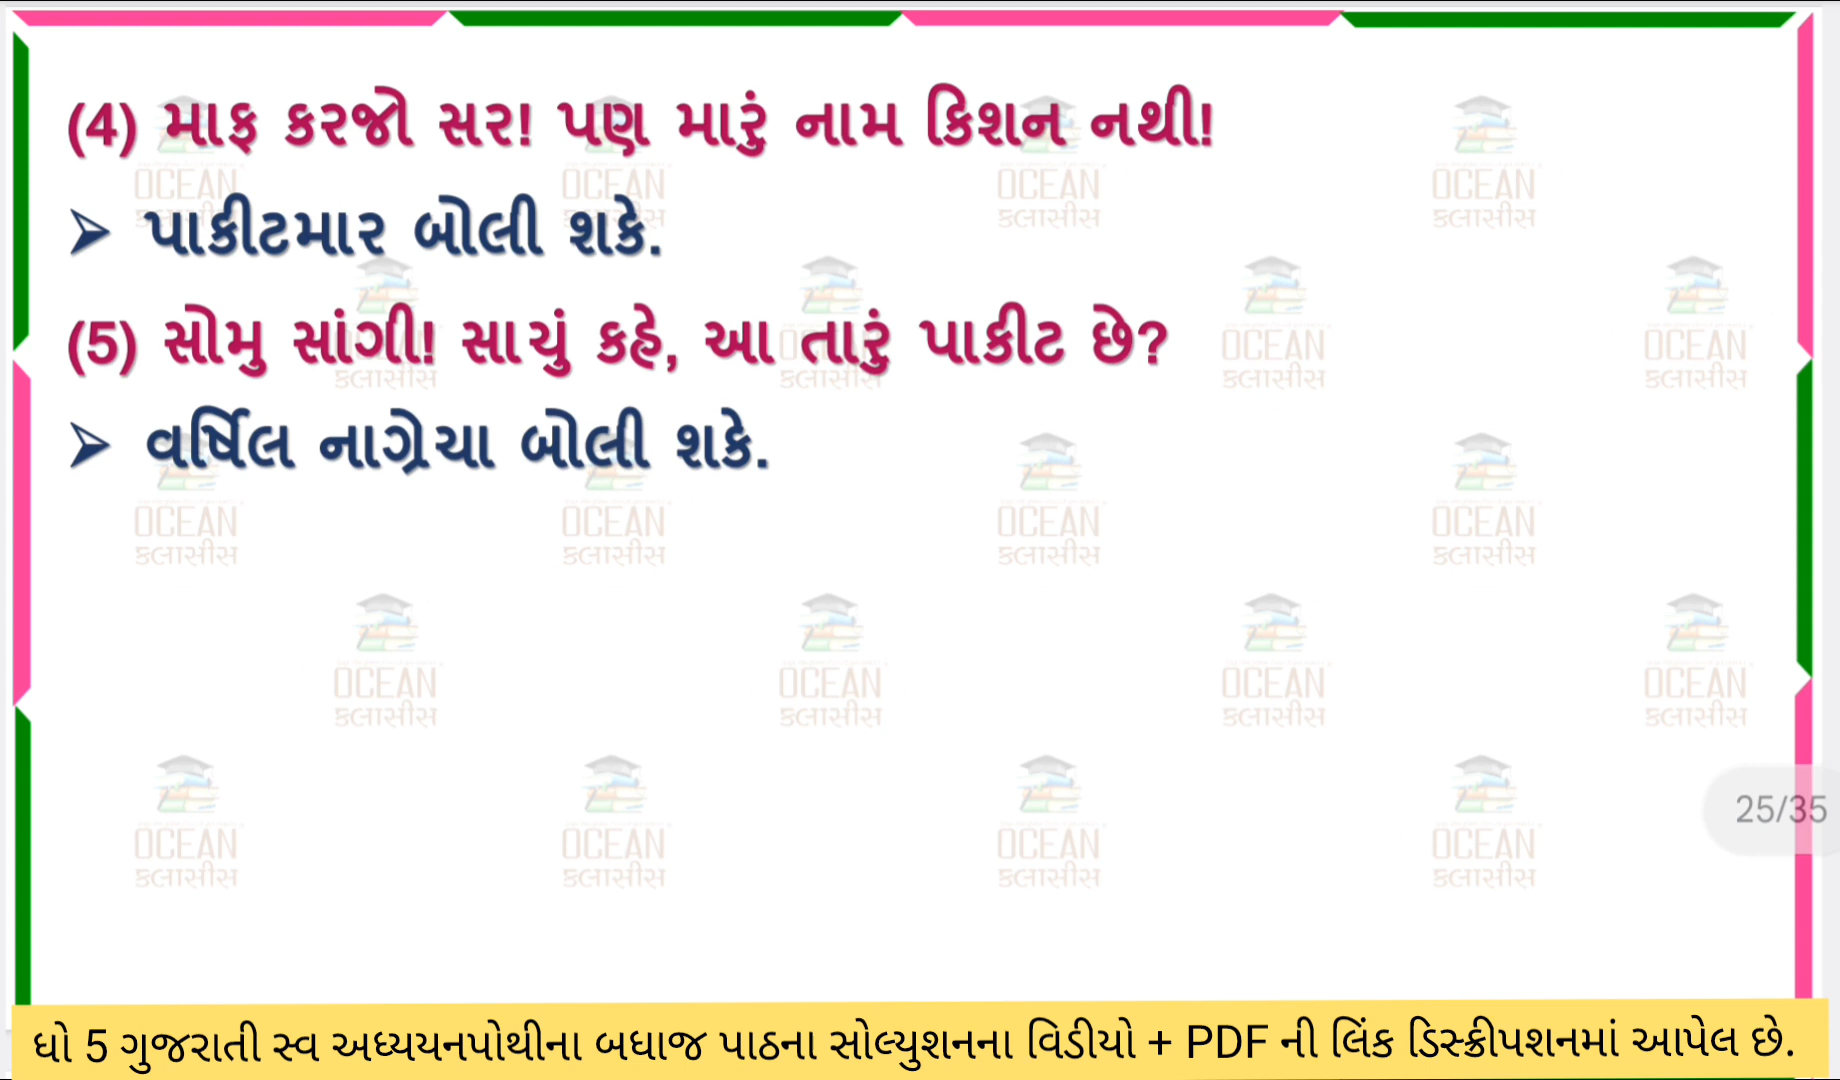 (4) માફ કરજો સર! પણ મારું નામ કિશન નથી!
➢ પાકીટમાર બોલી શકે.
(5) સોમુ સાંગી! સાચું કહે, આ તારું પાકીટ છે?
➢ વર્ષિલ નાગ્રેચા બોલી શકે.
OCEAN
ક્લાસીસ
25/35
ધો 5 ગુજરાતી સ્વ અધ્યયનપોથીના બધાજ પાઠના સોલ્યુશનના વિડીયો + PDF ની લિંક ડિસ્ક્રીપશનમાં આપેલ છે.